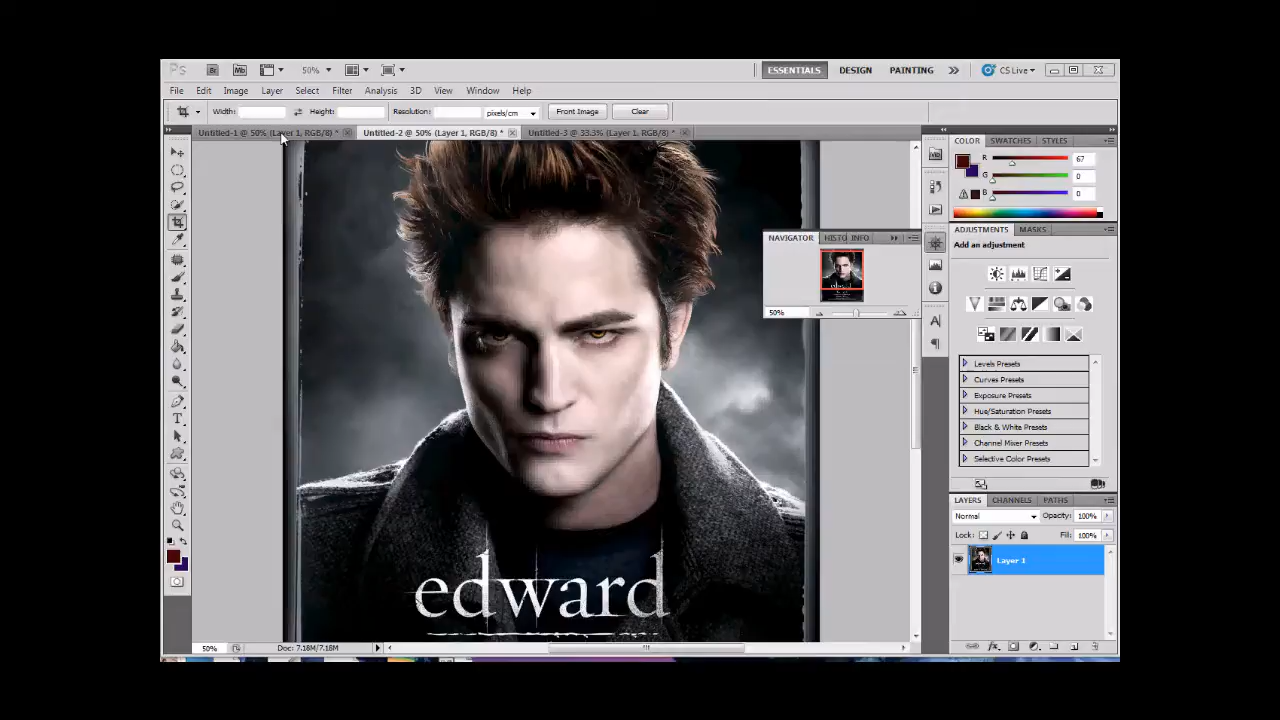 Ps Br Mb 50% ESSENTIALS DESIGN PAINTING CS Live
File Edit Image Layer Select Filter Analysis 3D View Window Help
Width: Height: Resolution: pixels/cm Front Image Clear
Untitled-1 @ 50% (Layer 1, RGB/8) * Untitled-2 @ 50% (Layer 1, RGB/8) * Untitled-3 @ 33.3% (Layer 1, RGB/8) *
COLOR SWATCHES STYLES
R 67
G 0
B 0
NAVIGATOR HISTO INFO
50%
ADJUSTMENTS MASKS
Add an adjustment
Levels Presets
Curves Presets
Exposure Presets
Hue/Saturation Presets
Black & White Presets
Channel Mixer Presets
Selective Color Presets
LAYERS CHANNELS PATHS
Normal Opacity: 100%
Lock: Fill: 100%
Layer 1
edward
50% Doc: 7.18M/7.18M